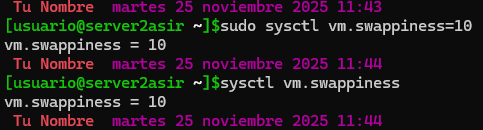 Tu Nombre martes 25 noviembre 2025 11:43
[usuario@server2asir ~]$sudo sysctl vm.swappiness=10
vm.swappiness = 10
Tu Nombre martes 25 noviembre 2025 11:44
[usuario@server2asir ~]$sysctl vm.swappiness
vm.swappiness = 10
Tu Nombre martes 25 noviembre 2025 11:44